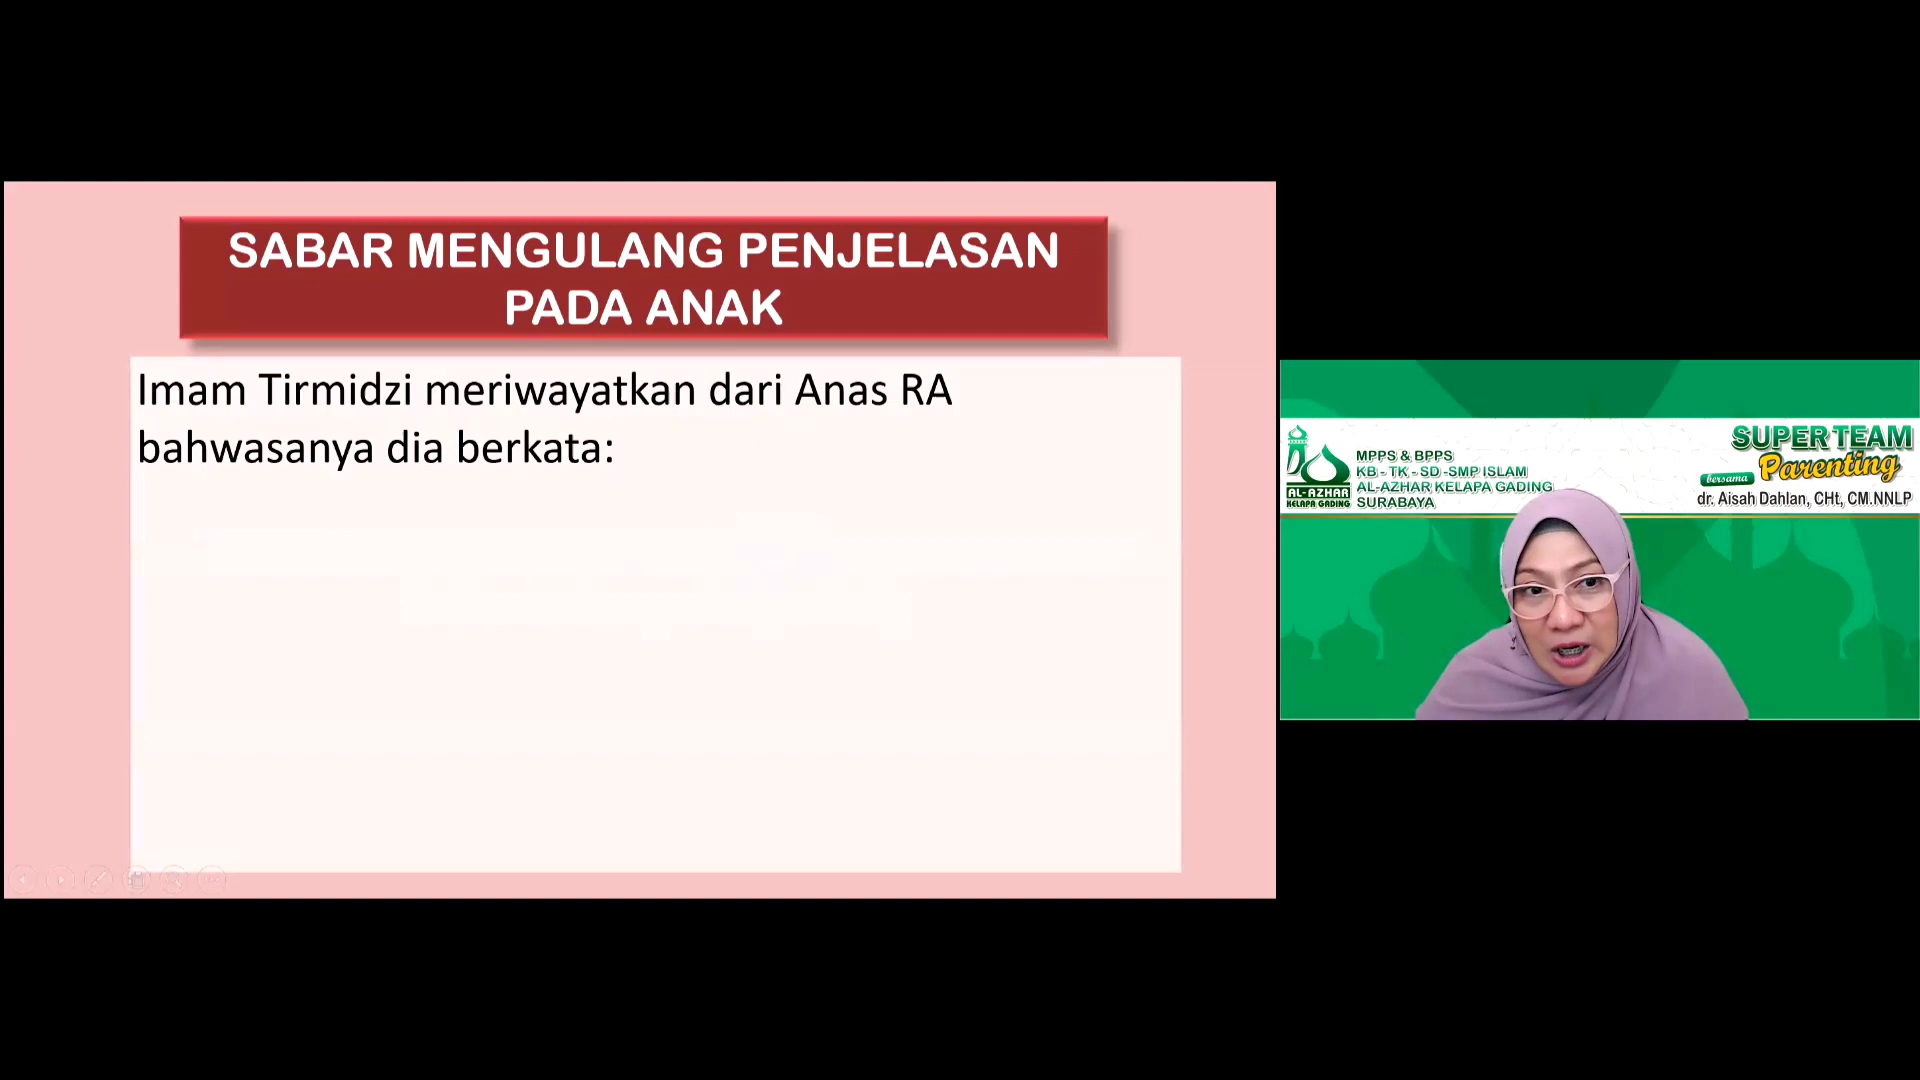 SABAR MENGULANG PENJELASAN
PADA ANAK
Imam Tirmidzi meriwayatkan dari Anas RA
bahwasanya dia berkata:
AL-AZHAR
KELAPA GADING
MPPS & BPPS
KB - TK - SD -SMP ISLAM
AL-AZHAR KELAPA GADING
SURABAYA
SUPER TEAM
bersama Parenting
dr. Aisah Dahlan, CHt, CM.NNLP